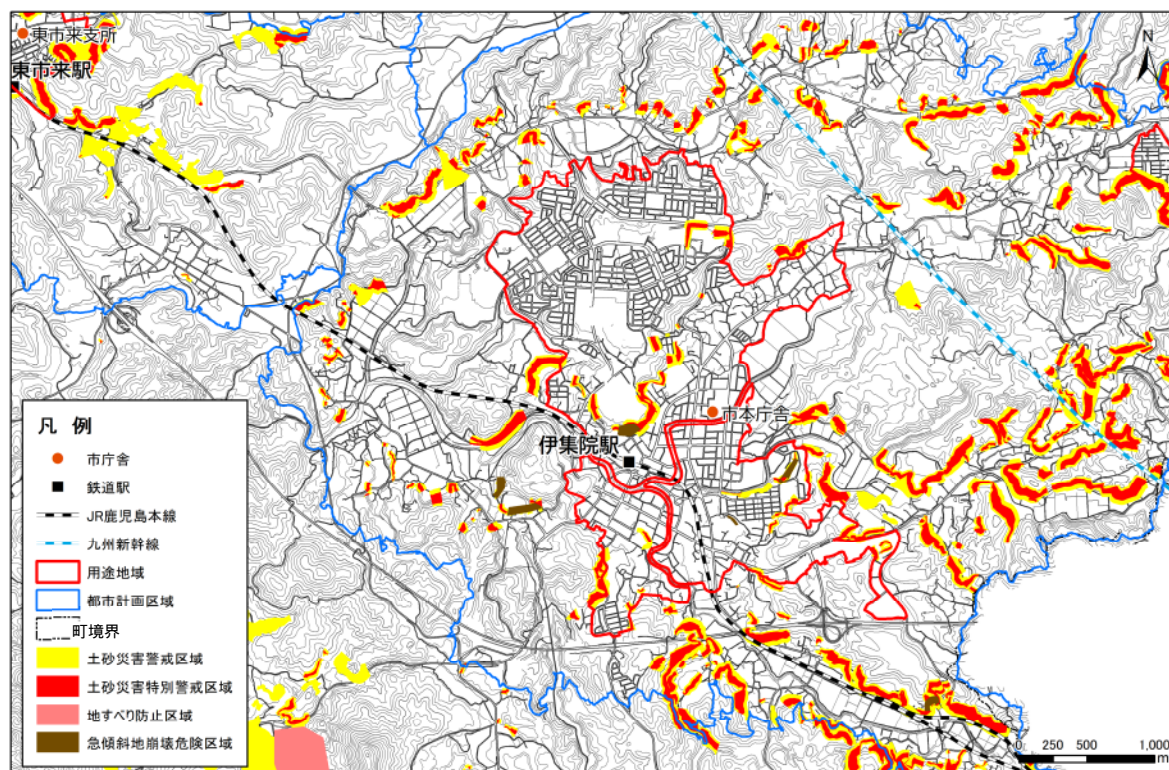 東市来支所
東市来駅
N
市本庁舎
伊集院駅
凡 例
市庁舎
鉄道駅
JR鹿児島本線
九州新幹線
用途地域
都市計画区域
町境界
土砂災害警戒区域
土砂災害特別警戒区域
地すべり防止区域
急傾斜地崩壊危険区域
0 250 500 1,000
m